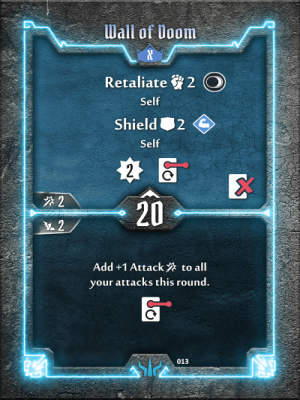 Wall of Doom
X
Retaliate 2
Self
Shield 2
Self
2
2
20
2
Add +1 Attack to all
your attacks this round.
013